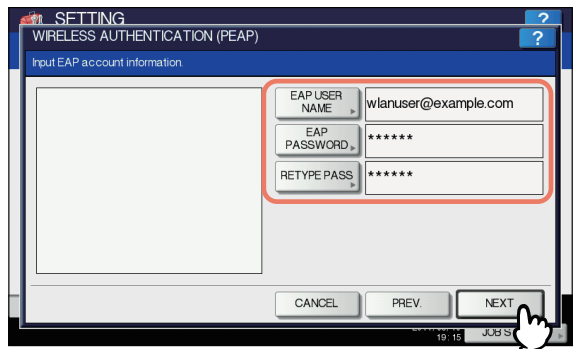 SETTING
?
WIRELESS AUTHENTICATION (PEAP)
?
Input EAP account information.
EAP USER
NAME
wlanuser@example.com
EAP
PASSWORD
******
RETYPE PASS
******
CANCEL
PREV.
NEXT
19:15
JOB S